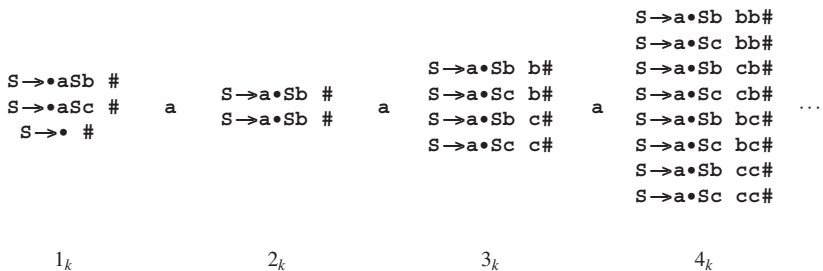 S→•aSb #
S→•aSc #
S→• #
a
S→a•Sb #
S→a•Sb #
a
S→a•Sb b#
S→a•Sc b#
S→a•Sb c#
S→a•Sc c#
a
S→a•Sb bb#
S→a•Sc bb#
S→a•Sb cb#
S→a•Sc cb#
S→a•Sb bc#
S→a•Sc bc#
S→a•Sb cc#
S→a•Sc cc#
...
1k
2k
3k
4k